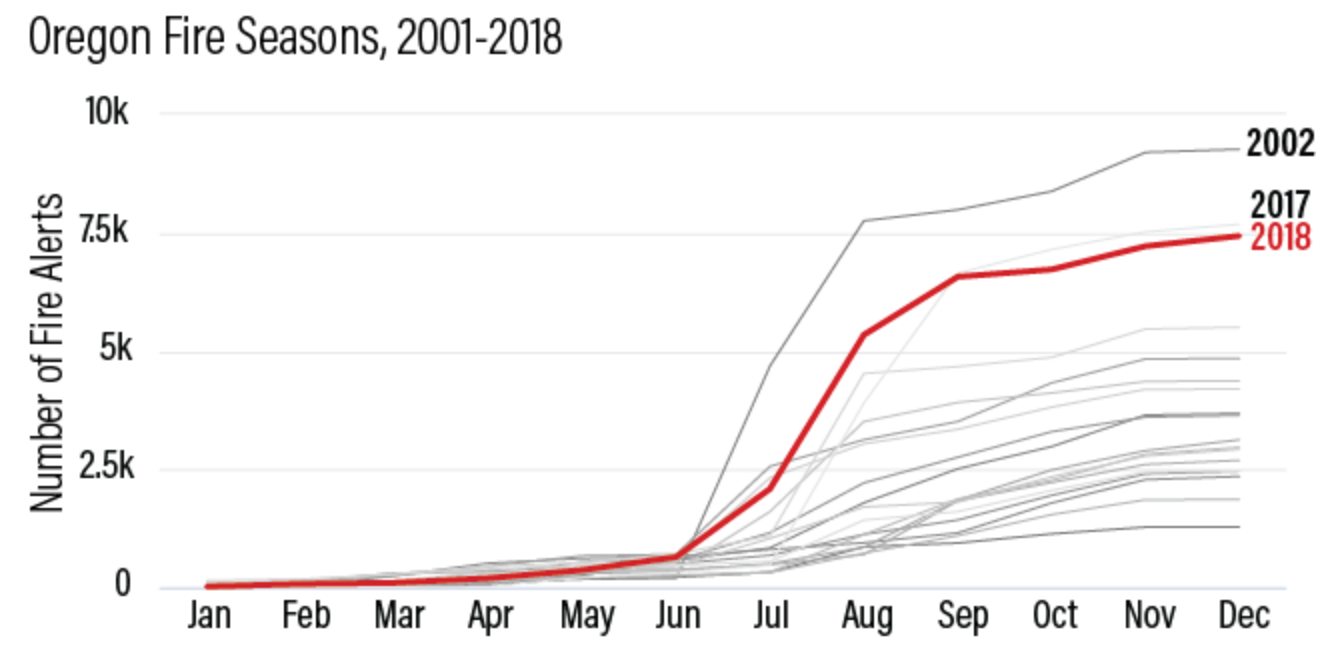 Oregon Fire Seasons, 2001-2018
Number of Fire Alerts
10k
7.5k
5k
2.5k
0
2002
2017
2018
Jan Feb Mar Apr May Jun Jul Aug Sep Oct Nov Dec